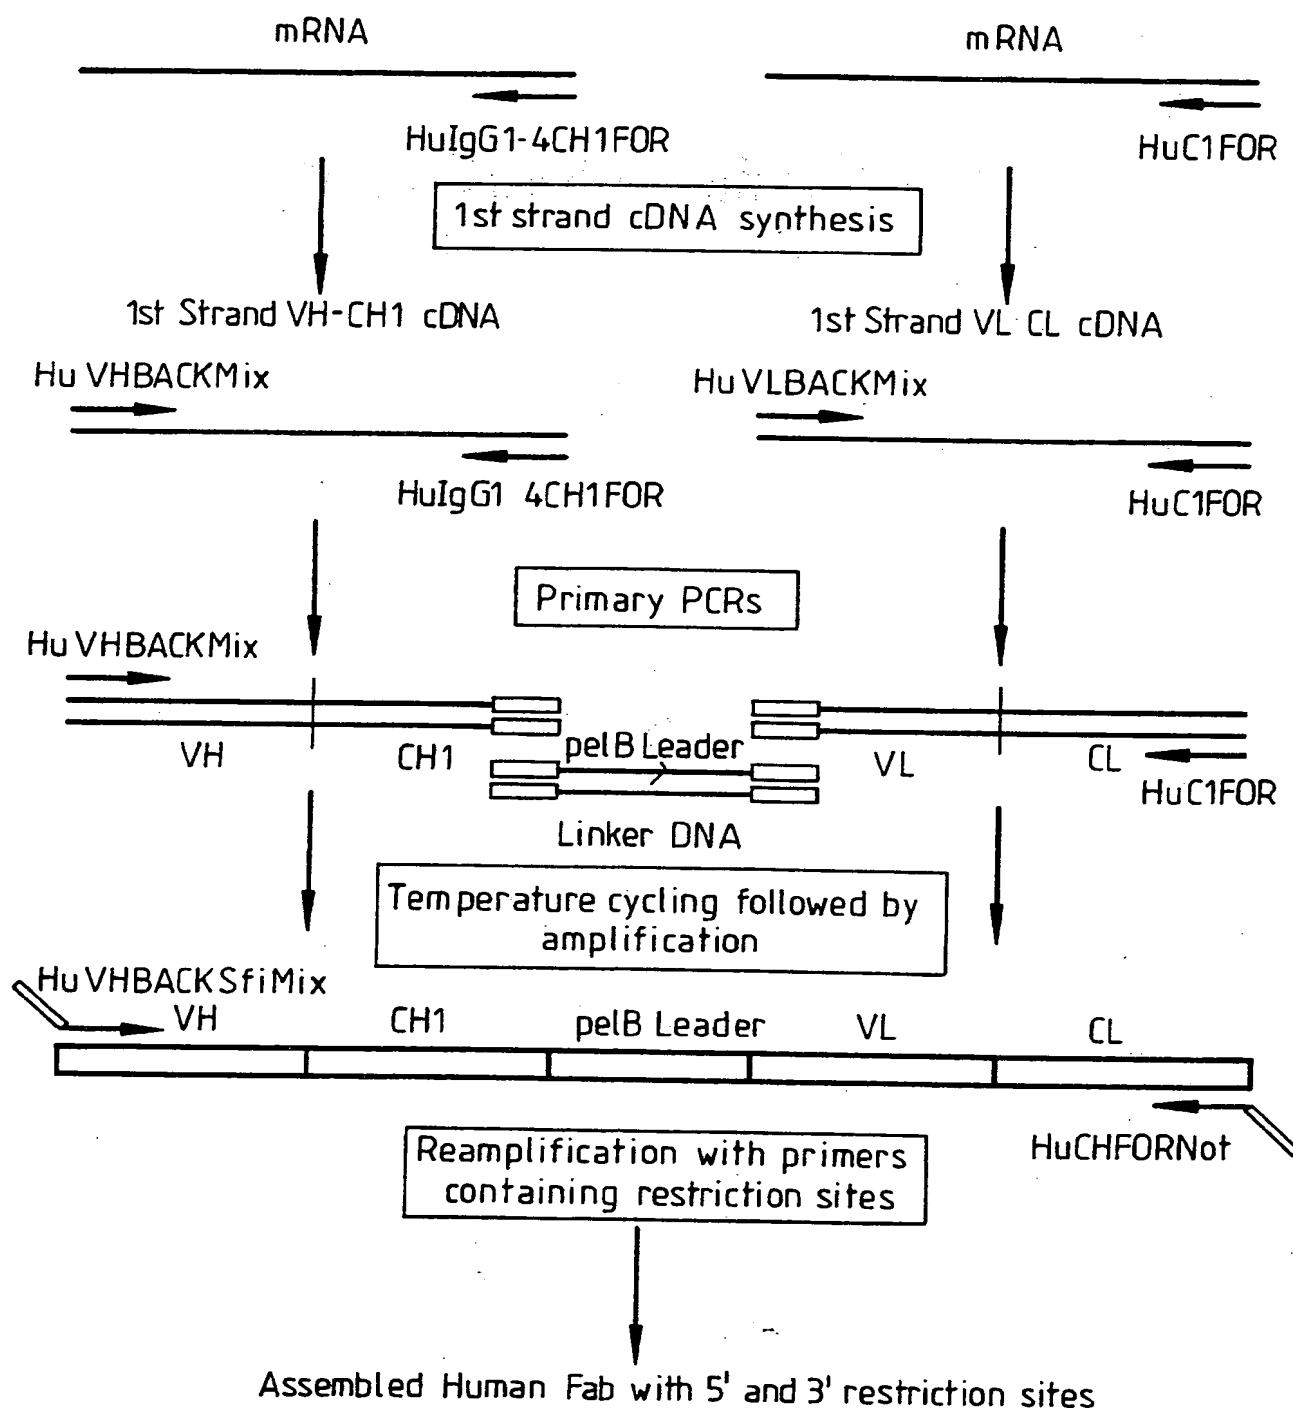 mRNA
mRNA
HuIgG1-4CH1FOR
HuC1FOR
1st strand cDNA synthesis
1st Strand VH-CH1 cDNA
1st Strand VL CL cDNA
Hu VHBACKMix
Hu VLBACKMix
HuIgG1 4CH1FOR
HuC1FOR
Primary PCRs
Hu VHBACKMix
VH
CH1
pelB Leader
VL
CL
HuC1FOR
Linker DNA
Temperature cycling followed by
amplification
Hu VHBACKSfiMix
VH
CH1
pelB Leader
VL
CL
HuCHFORNot
Reamplification with primers
containing restriction sites
Assembled Human Fab with 5' and 3' restriction sites